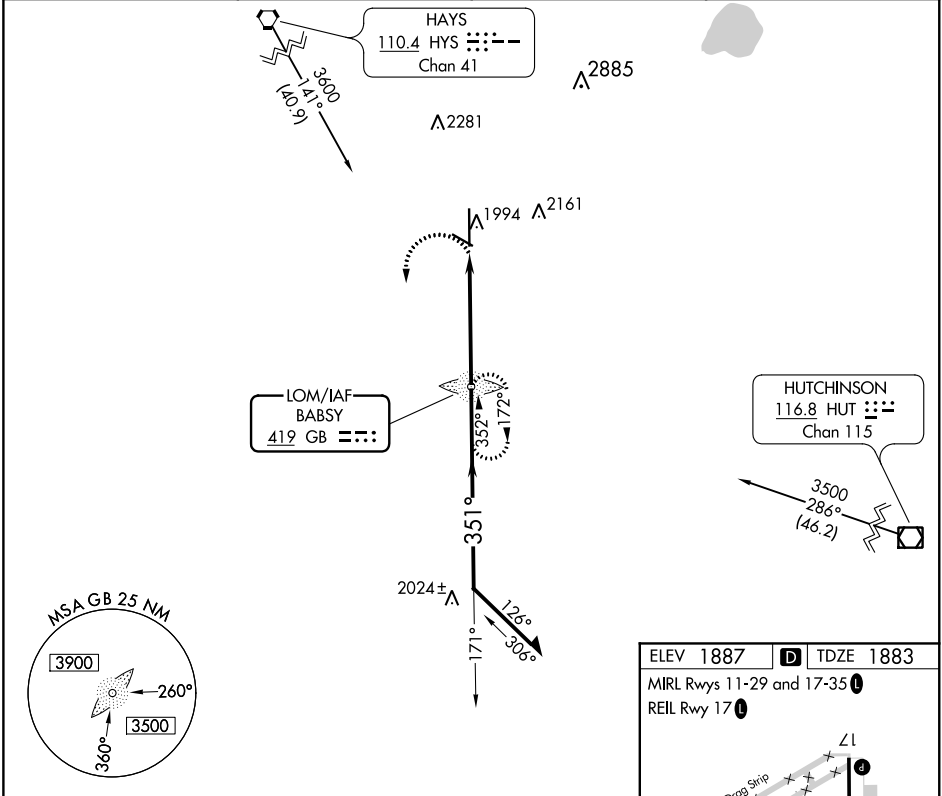 HAYS
110.4 HYS
Chan 41
3600
141°
(40.9)
2885
2281
1994
2161
LOM/IAF
BABSY
419 GB
352°
172°
HUTCHINSON
116.8 HUT
Chan 115
3500
286°
(46.2)
351°
2024±
126°
306°
171°
MSA GB 25 NM
3900
260°
3500
360°
ELEV 1887 D TDZE 1883
MIRL Rwys 11-29 and 17-35 L
REIL Rwy 17 L
17
P
Drag Strip